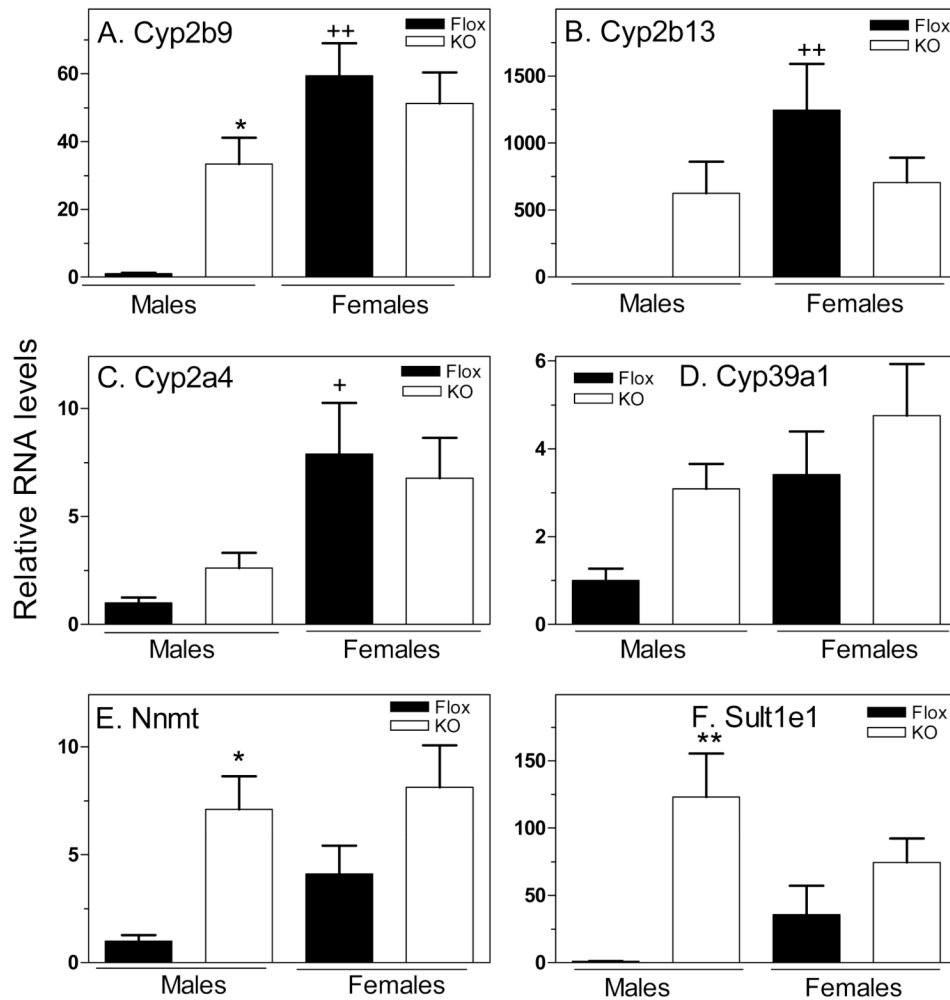 Relative RNA levels
A. Cyp2b9
Flox
KO
++
*
60
40
20
0
Males
Females
B. Cyp2b13
Flox
KO
++
1500
1000
500
0
Males
Females
C. Cyp2a4
Flox
KO
+
10
5
0
Males
Females
D. Cyp39a1
Flox
KO
6
4
2
0
Males
Females
E. Nnmt
Flox
KO
*
10
5
0
Males
Females
F. Sult1e1
Flox
KO
**
150
100
50
0
Males
Females